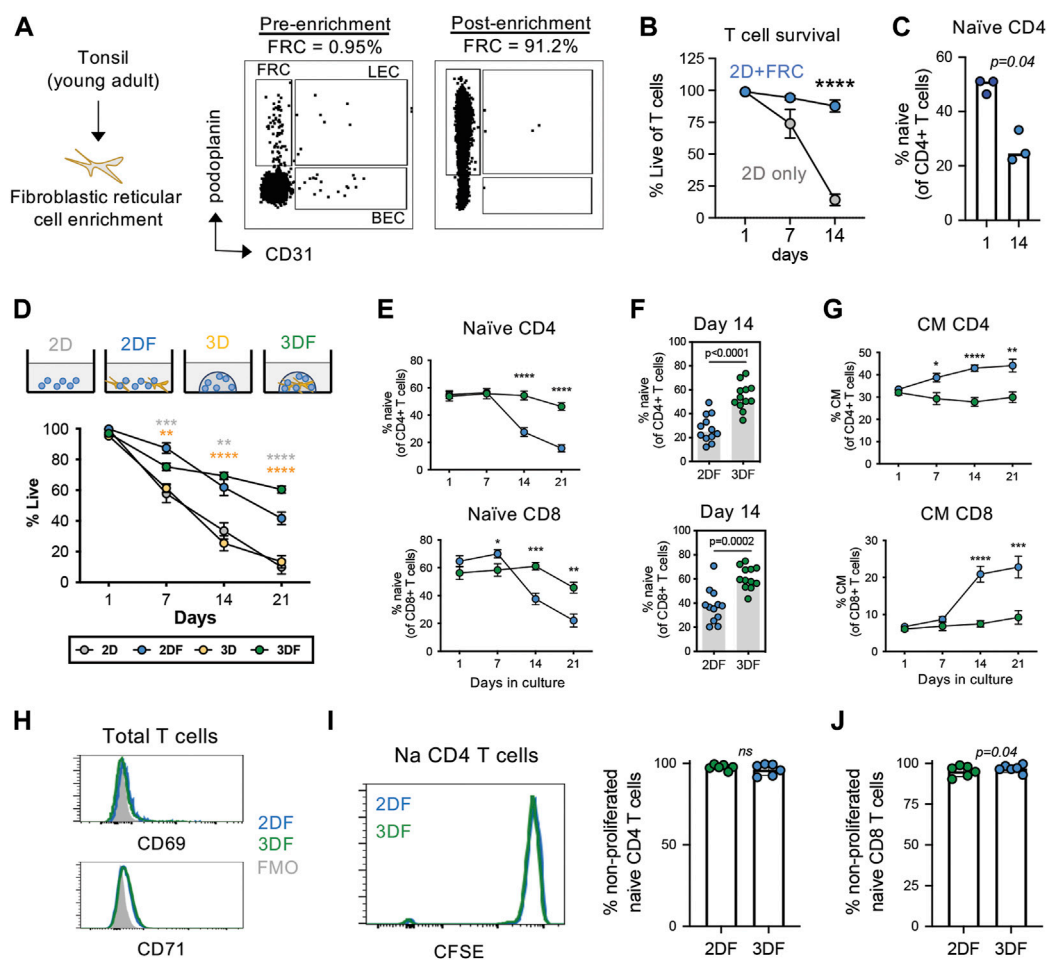 A
Tonsil
(young adult)
Fibroblastic reticular
cell enrichment
Pre-enrichment
FRC = 0.95%
Post-enrichment
FRC = 91.2%
FRC
LEC
BEC
podoplanin
CD31
B
T cell survival
2D+FRC
****
2D only
% Live of T cells
125
100
75
50
25
0
1
7
14
days
C
Naïve CD4
p=0.04
% naive
(of CD4+ T cells)
60
40
20
0
1
14
D
2D
2DF
3D
3DF
***
**
**
****
****
****
% Live
100
80
60
40
20
0
1
7
14
21
Days
2D
2DF
3D
3DF
E
Naïve CD4
% naive
(of CD4+ T cells)
100
80
60
40
20
0
****
****
1
7
14
21
Naïve CD8
% naive
(of CD8+ T cells)
100
80
60
40
20
0
*
***
**
1
7
14
21
Days in culture
F
Day 14
p<0.0001
% naive
(of CD4+ T cells)
100
80
60
40
20
0
2DF
3DF
Day 14
p=0.0002
% naive
(of CD8+ T cells)
100
80
60
40
20
0
2DF
3DF
G
CM CD4
% CM
(of CD4+ T cells)
60
40
20
0
*
****
**
1
7
14
21
CM CD8
% CM
(of CD8+ T cells)
30
20
10
0
****
***
1
7
14
21
Days in culture
H
Total T cells
CD69
2DF
3DF
FMO
CD71
I
Na CD4 T cells
2DF
3DF
CFSE
% non-proliferated
naive CD4 T cells
100
50
0
ns
2DF
3DF
J
p=0.04
% non-proliferated
naive CD8 T cells
100
50
0
2DF
3DF